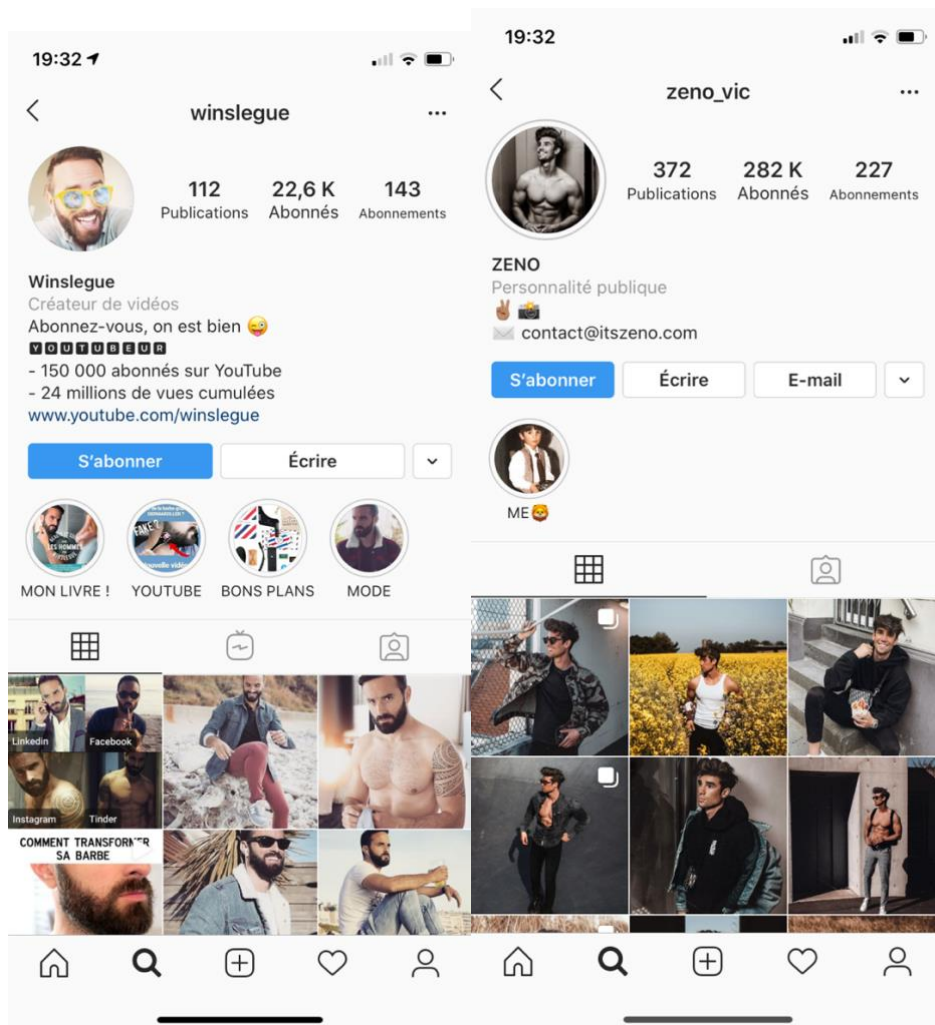 19:32
winslegue
112
22,6 K
143
Publications
Abonnés
Abonnements
Winslegue
Créateur de vidéos
Abonnez-vous, on est bien 😜
YOUTUBEUR
- 150 000 abonnés sur YouTube
- 24 millions de vues cumulées
www.youtube.com/winslegue
S'abonner
Écrire
FAKE ?
MON LIVRE !
YOUTUBE
BONS PLANS
MODE
Linkedin
Facebook
Instagram
Tinder
COMMENT TRANSFORMER
SA BARBE
19:32
zeno_vic
372
282 K
227
Publications
Abonnés
Abonnements
ZENO
Personnalité publique
✌🏽 📸
✉️ contact@itszeno.com
S'abonner
Écrire
E-mail
ME🦁